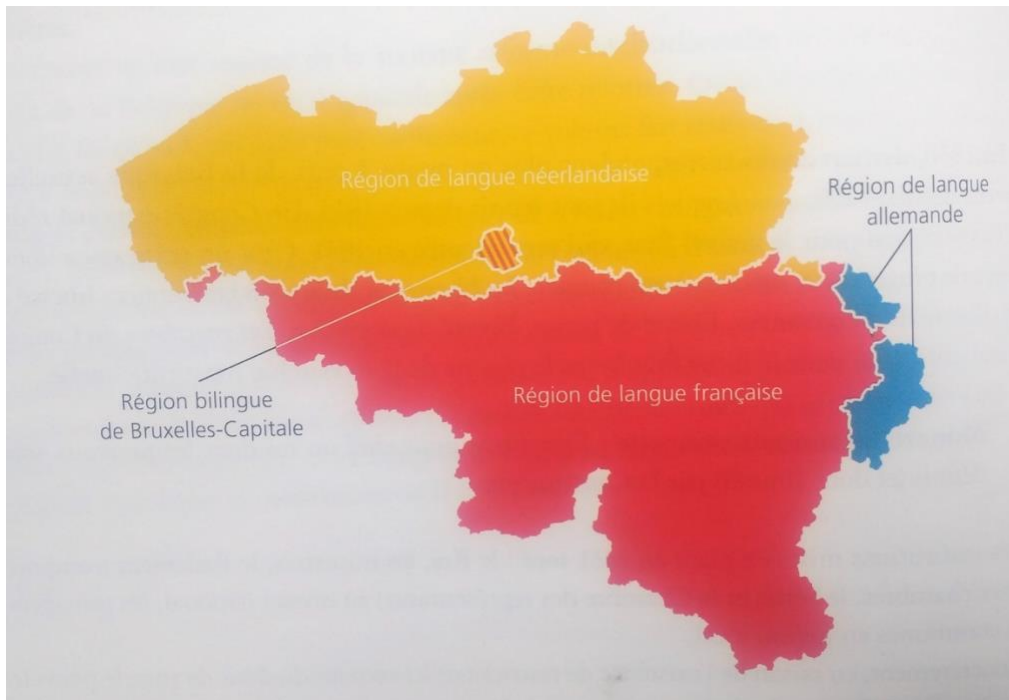 Région de langue néerlandaise
Région de langue
allemande
Région bilingue
de Bruxelles-Capitale
Région de langue française